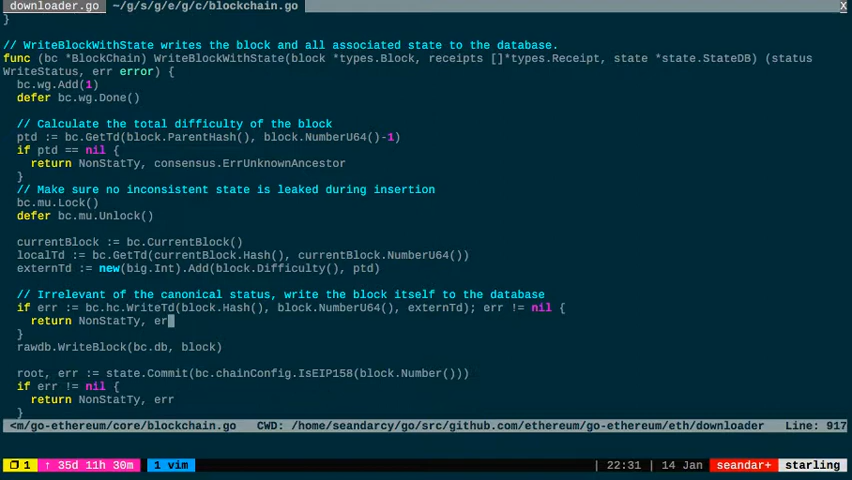 downloader.go  ~/g/s/g/e/g/c/blockchain.go X
}
// WriteBlockWithState writes the block and all associated state to the database.
func (bc *BlockChain) WriteBlockWithState(block *types.Block, receipts []*types.Receipt, state *state.StateDB) (status
WriteStatus, err error) {
  bc.wg.Add(1)
  defer bc.wg.Done()
  // Calculate the total difficulty of the block
  ptd := bc.GetTd(block.ParentHash(), block.NumberU64()-1)
  if ptd == nil {
    return NonStatTy, consensus.ErrUnknownAncestor
  }
  // Make sure no inconsistent state is leaked during insertion
  bc.mu.Lock()
  defer bc.mu.Unlock()
  currentBlock := bc.CurrentBlock()
  localTd := bc.GetTd(currentBlock.Hash(), currentBlock.NumberU64())
  externTd := new(big.Int).Add(block.Difficulty(), ptd)
  // Irrelevant of the canonical status, write the block itself to the database
  if err := bc.hc.WriteTd(block.Hash(), block.NumberU64(), externTd); err != nil {
    return NonStatTy, er
  }
  rawdb.WriteBlock(bc.db, block)
  root, err := state.Commit(bc.chainConfig.IsEIP158(block.Number()))
  if err != nil {
    return NonStatTy, err
  }
<m/go-ethereum/core/blockchain.go   CWD: /home/seandarcy/go/src/github.com/ethereum/go-ethereum/eth/downloader   Line: 917
1 ↑ 35d 11h 30m 1 vim | 22:31 | 14 Jan seandar+ starling